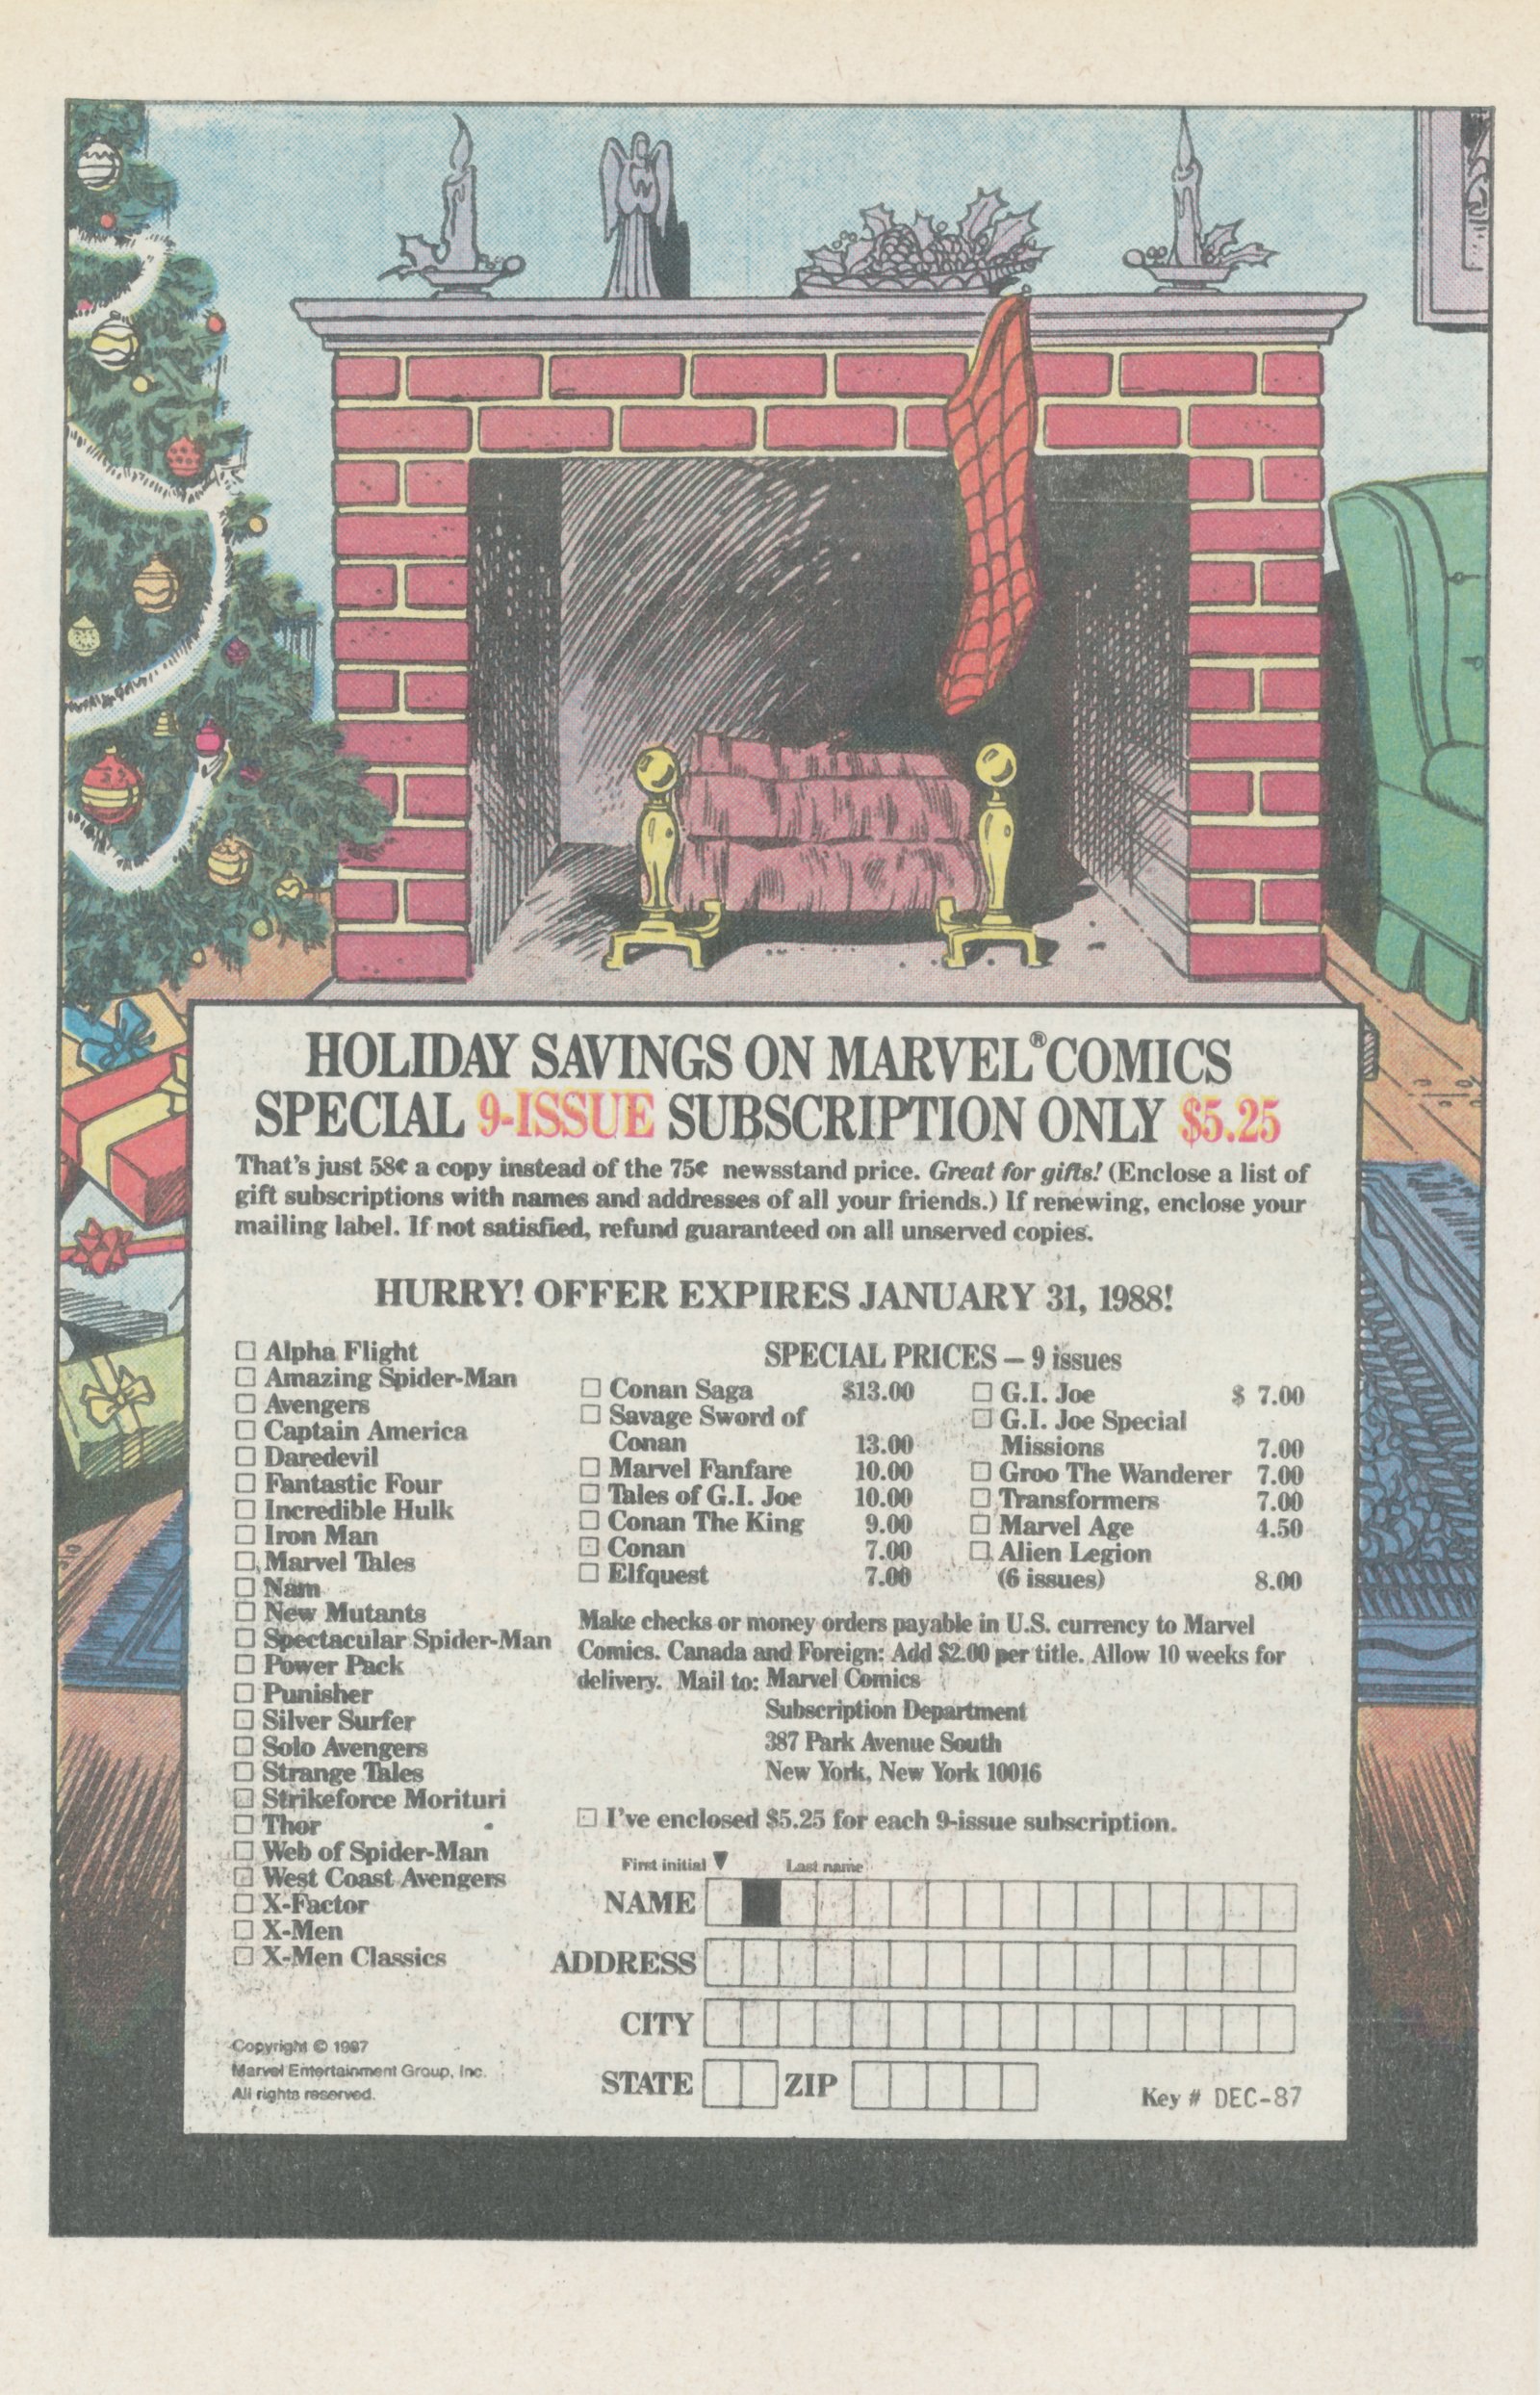 HOLIDAY SAVINGS ON MARVEL® COMICS
SPECIAL 9-ISSUE SUBSCRIPTION ONLY $5.25
That's just 58¢ a copy instead of the 75¢ newsstand price. Great for gifts! (Enclose a list of
gift subscriptions with names and addresses of all your friends.) If renewing, enclose your
mailing label. If not satisfied, refund guaranteed on all unserved copies.
HURRY! OFFER EXPIRES JANUARY 31, 1988!
☐ Alpha Flight
☐ Amazing Spider-Man
☐ Avengers
☐ Captain America
☐ Daredevil
☐ Fantastic Four
☐ Incredible Hulk
☐ Iron Man
☐ Marvel Tales
☐ Nam
☐ New Mutants
☐ Spectacular Spider-Man
☐ Power Pack
☐ Punisher
☐ Silver Surfer
☐ Solo Avengers
☐ Strange Tales
☐ Strikeforce Morituri
☐ Thor
☐ Web of Spider-Man
☐ West Coast Avengers
☐ X-Factor
☐ X-Men
☐ X-Men Classics
SPECIAL PRICES – 9 issues
☐ Conan Saga $13.00
☐ Savage Sword of
Conan 13.00
☐ Marvel Fanfare 10.00
☐ Tales of G.I. Joe 10.00
☐ Conan The King 9.00
☐ Conan 7.00
☐ Elfquest 7.00
☐ G.I. Joe $ 7.00
☐ G.I. Joe Special
Missions 7.00
☐ Groo The Wanderer 7.00
☐ Transformers 7.00
☐ Marvel Age 4.50
☐ Alien Legion
(6 issues) 8.00
Make checks or money orders payable in U.S. currency to Marvel
Comics. Canada and Foreign: Add $2.00 per title. Allow 10 weeks for
delivery. Mail to: Marvel Comics
Subscription Department
387 Park Avenue South
New York, New York 10016
☐ I've enclosed $5.25 for each 9-issue subscription.
First initial ▼ Last name
NAME
ADDRESS
CITY
STATE ZIP
Key # DEC-87
Copyright © 1987
Marvel Entertainment Group, Inc.
All rights reserved.